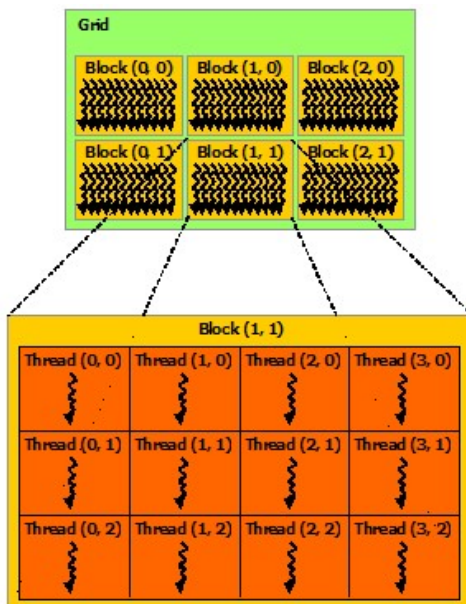 Grid
Block (0, 0) Block (1, 0) Block (2, 0)
Block (0, 1) Block (1, 1) Block (2, 1)
Block (1, 1)
Thread (0, 0) Thread (1, 0) Thread (2, 0) Thread (3, 0)
Thread (0, 1) Thread (1, 1) Thread (2, 1) Thread (3, 1)
Thread (0, 2) Thread (1, 2) Thread (2, 2) Thread (3, 2)